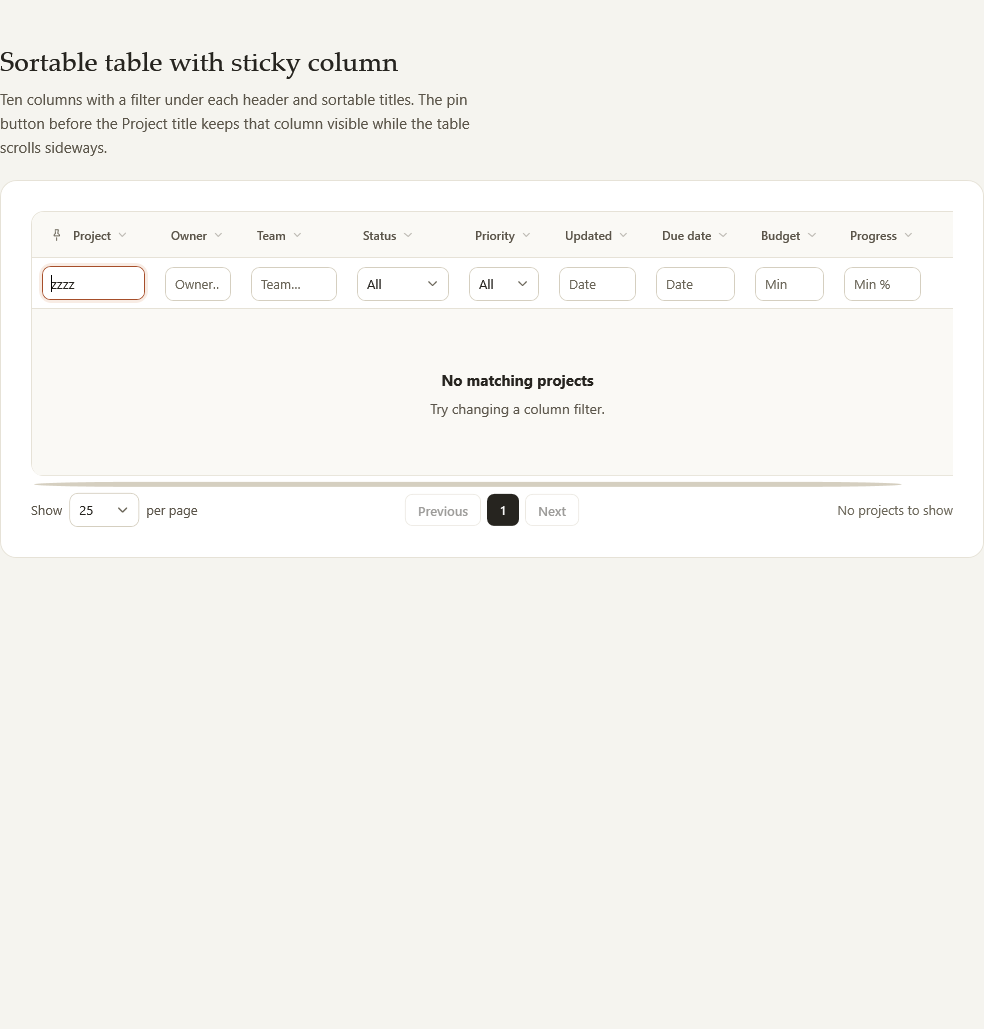 Sortable table with sticky column
Ten columns with a filter under each header and sortable titles. The pin
button before the Project title keeps that column visible while the table
scrolls sideways.
Project Owner Team Status Priority Updated Due date Budget Progress
zzzz Owner.. Team... All All Date Date Min Min %
No matching projects
Try changing a column filter.
Show 25 per page Previous 1 Next No projects to show